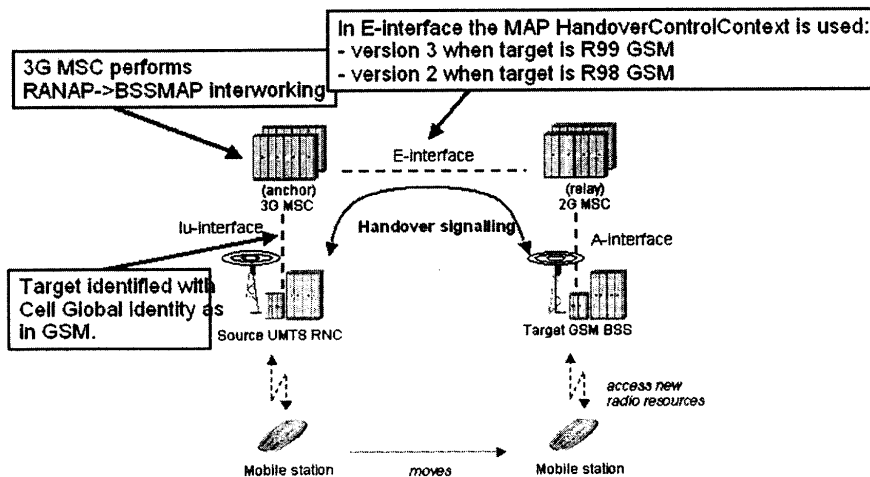 In E-interface the MAP HandoverControlContext is used:
- version 3 when target is R99 GSM
- version 2 when target is R98 GSM
3G MSC performs
RANAP->BSSMAP interworking
E-interface
(anchor)
3G MSC
(relay)
2G MSC
Iu-interface
Handover signalling
A-interface
Target identified with
Cell Global identity as
in GSM.
Source UMTS RNC
Target GSM BSS
access new
radio resources
Mobile station
moves
Mobile station